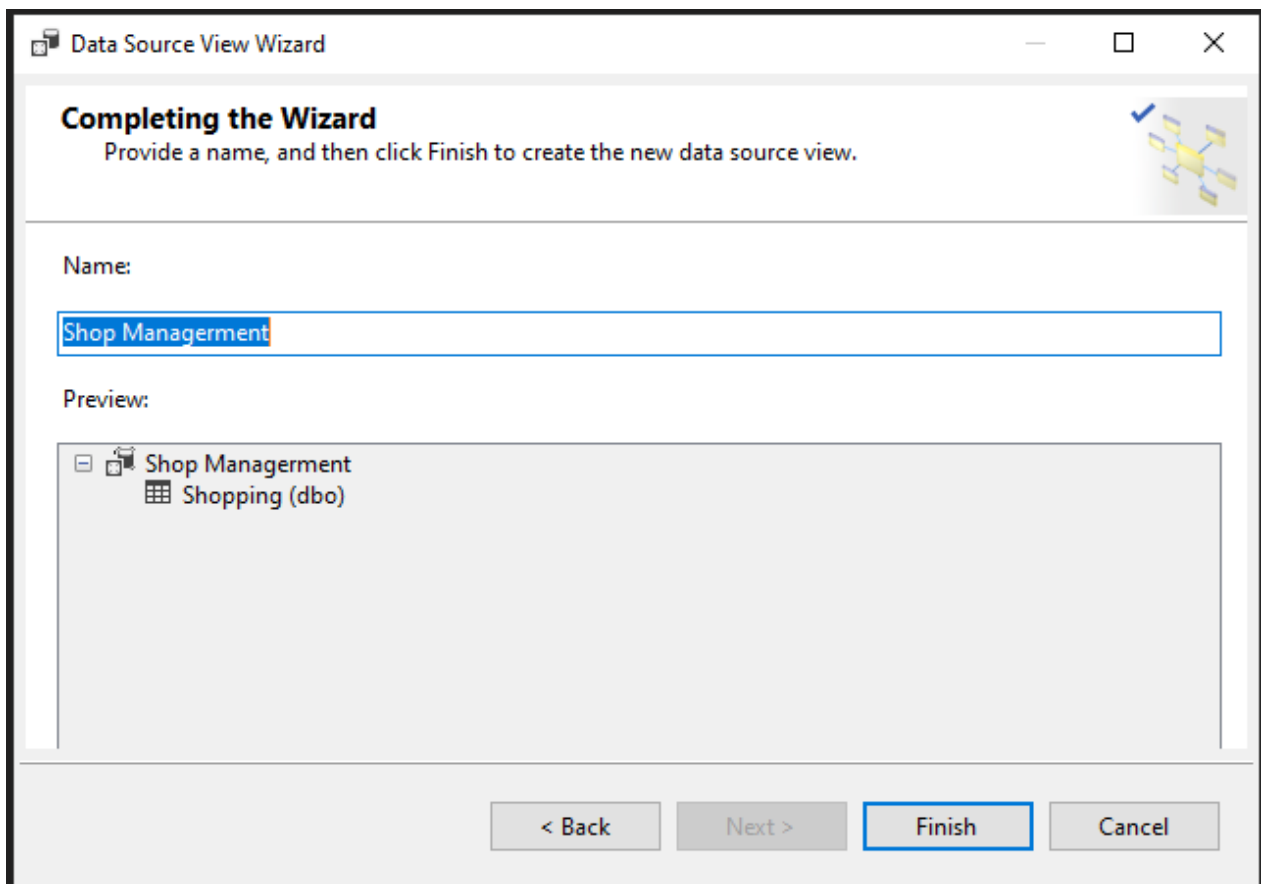 Data Source View Wizard
Completing the Wizard
Provide a name, and then click Finish to create the new data source view.
Name:
Shop Managerment
Preview:
Shop Managerment
Shopping (dbo)
< Back
Next >
Finish
Cancel